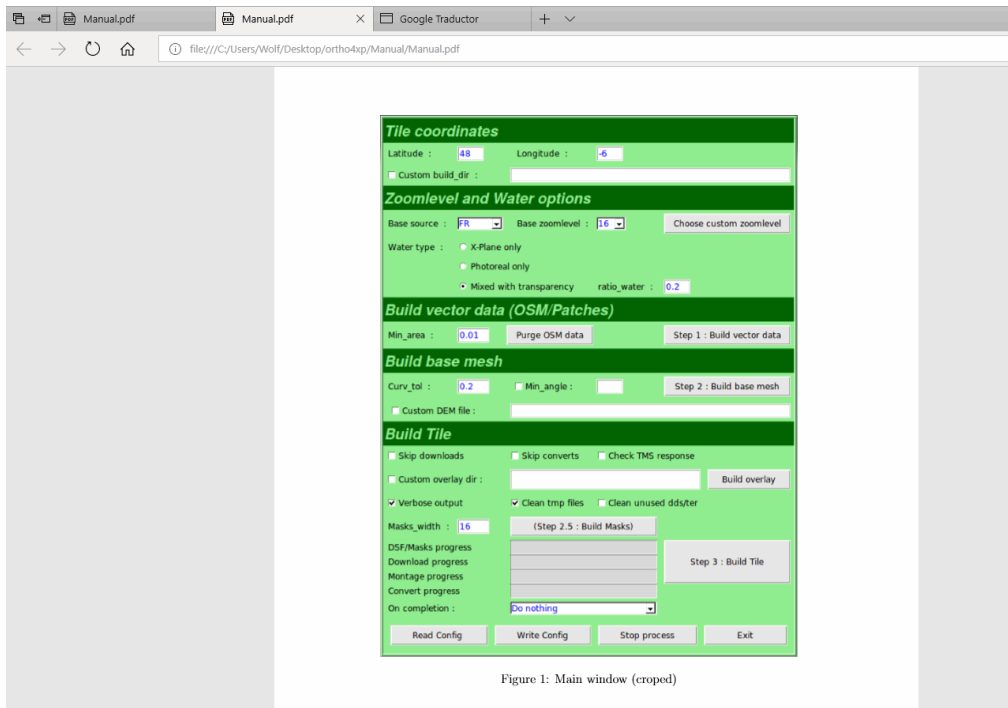 Manual.pdf
Manual.pdf
Google Traductor
file:///C:/Users/Wolf/Desktop/ortho4xp/Manual/Manual.pdf
Tile coordinates
Latitude : 48 Longitude : -6
Custom build_dir :
Zoomlevel and Water options
Base source : FR Base zoomlevel : 16 Choose custom zoomlevel
Water type : X-Plane only
Photoreal only
Mixed with transparency ratio_water : 0.2
Build vector data (OSM/Patches)
Min_area : 0.01 Purge OSM data Step 1 : Build vector data
Build base mesh
Curv_tol : 0.2 Min_angle : Step 2 : Build base mesh
Custom DEM file :
Build Tile
Skip downloads Skip converts Check TMS response
Custom overlay dir : Build overlay
Verbose output Clean tmp files Clean unused dds/ter
Masks_width : 16 (Step 2.5 : Build Masks)
DSF/Masks progress
Download progress
Step 3 : Build Tile
Montage progress
Convert progress
On completion : Do nothing
Read Config Write Config Stop process Exit
Figure 1: Main window (croped)